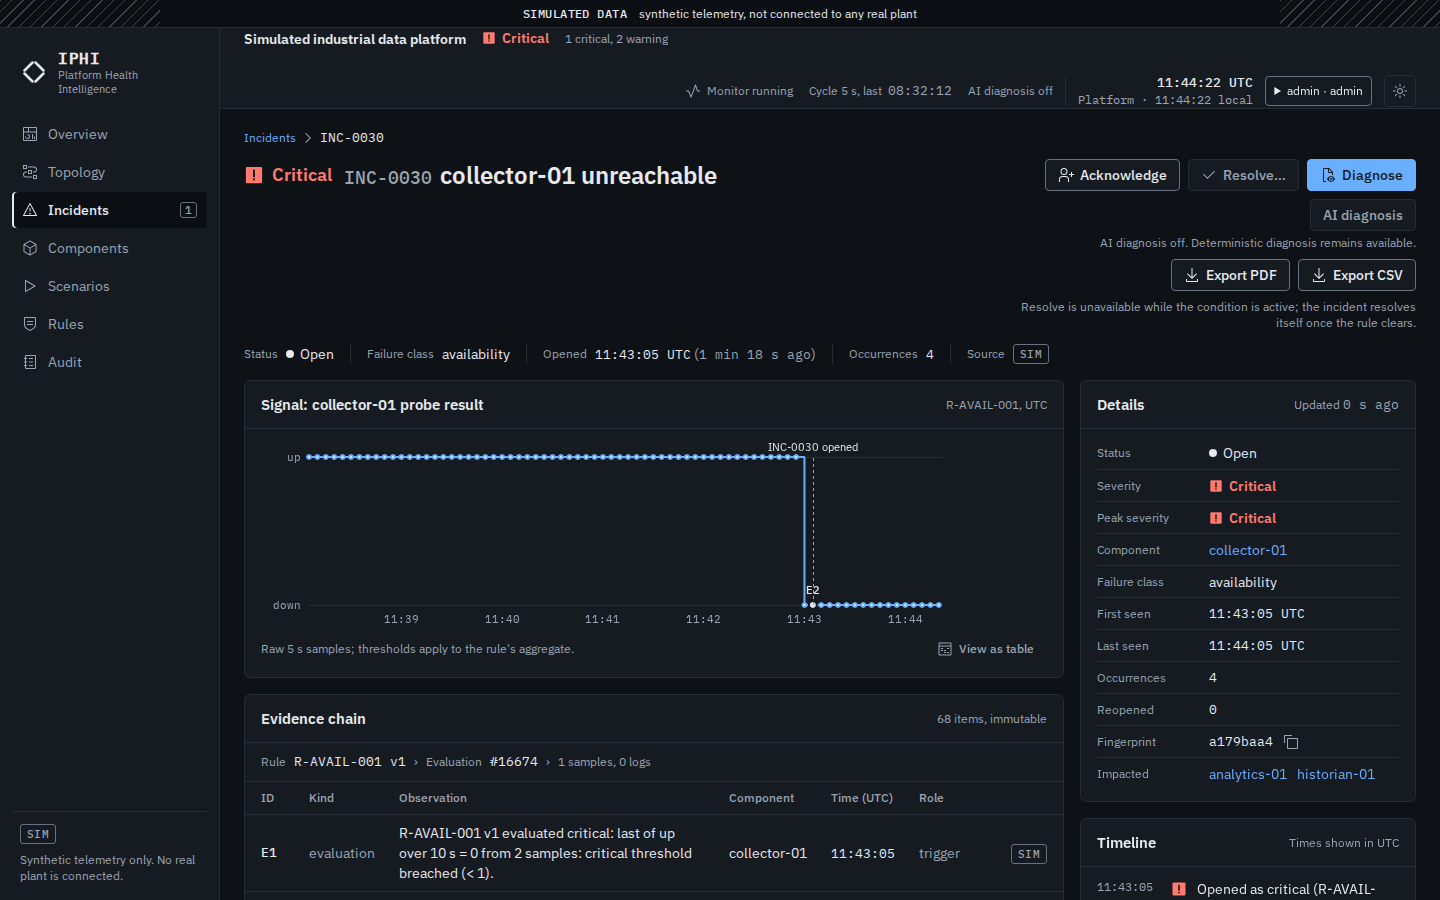 SIMULATED DATA synthetic telemetry, not connected to any real plant
IPHI
Platform Health
Intelligence
Overview
Topology
Incidents 1
Components
Scenarios
Rules
Audit
SIM
Synthetic telemetry only. No real
plant is connected.
Simulated industrial data platform Critical 1 critical, 2 warning
Monitor running Cycle 5 s, last 08:32:12 AI diagnosis off
11:44:22 UTC
Platform · 11:44:22 local
admin · admin
Incidents > INC-0030
Critical INC-0030 collector-01 unreachable
Acknowledge Resolve... Diagnose
AI diagnosis
AI diagnosis off. Deterministic diagnosis remains available.
Export PDF Export CSV
Resolve is unavailable while the condition is active; the incident resolves
itself once the rule clears.
Status Open Failure class availability Opened 11:43:05 UTC (1 min 18 s ago) Occurrences 4 Source SIM
Signal: collector-01 probe result R-AVAIL-001, UTC
INC-0030 opened
up
E2
down
11:39 11:40 11:41 11:42 11:43 11:44
Raw 5 s samples; thresholds apply to the rule's aggregate. View as table
Evidence chain 68 items, immutable
Rule R-AVAIL-001 v1 › Evaluation #16674 › 1 samples, 0 logs
ID Kind Observation Component Time (UTC) Role
E1 evaluation R-AVAIL-001 v1 evaluated critical: last of up
over 10 s = 0 from 2 samples: critical threshold
breached (< 1).
collector-01 11:43:05 trigger SIM
Details Updated 0 s ago
Status Open
Severity Critical
Peak severity Critical
Component collector-01
Failure class availability
First seen 11:43:05 UTC
Last seen 11:44:05 UTC
Occurrences 4
Reopened 0
Fingerprint a179baa4
Impacted analytics-01 historian-01
Timeline Times shown in UTC
11:43:05 Opened as critical (R-AVAIL-